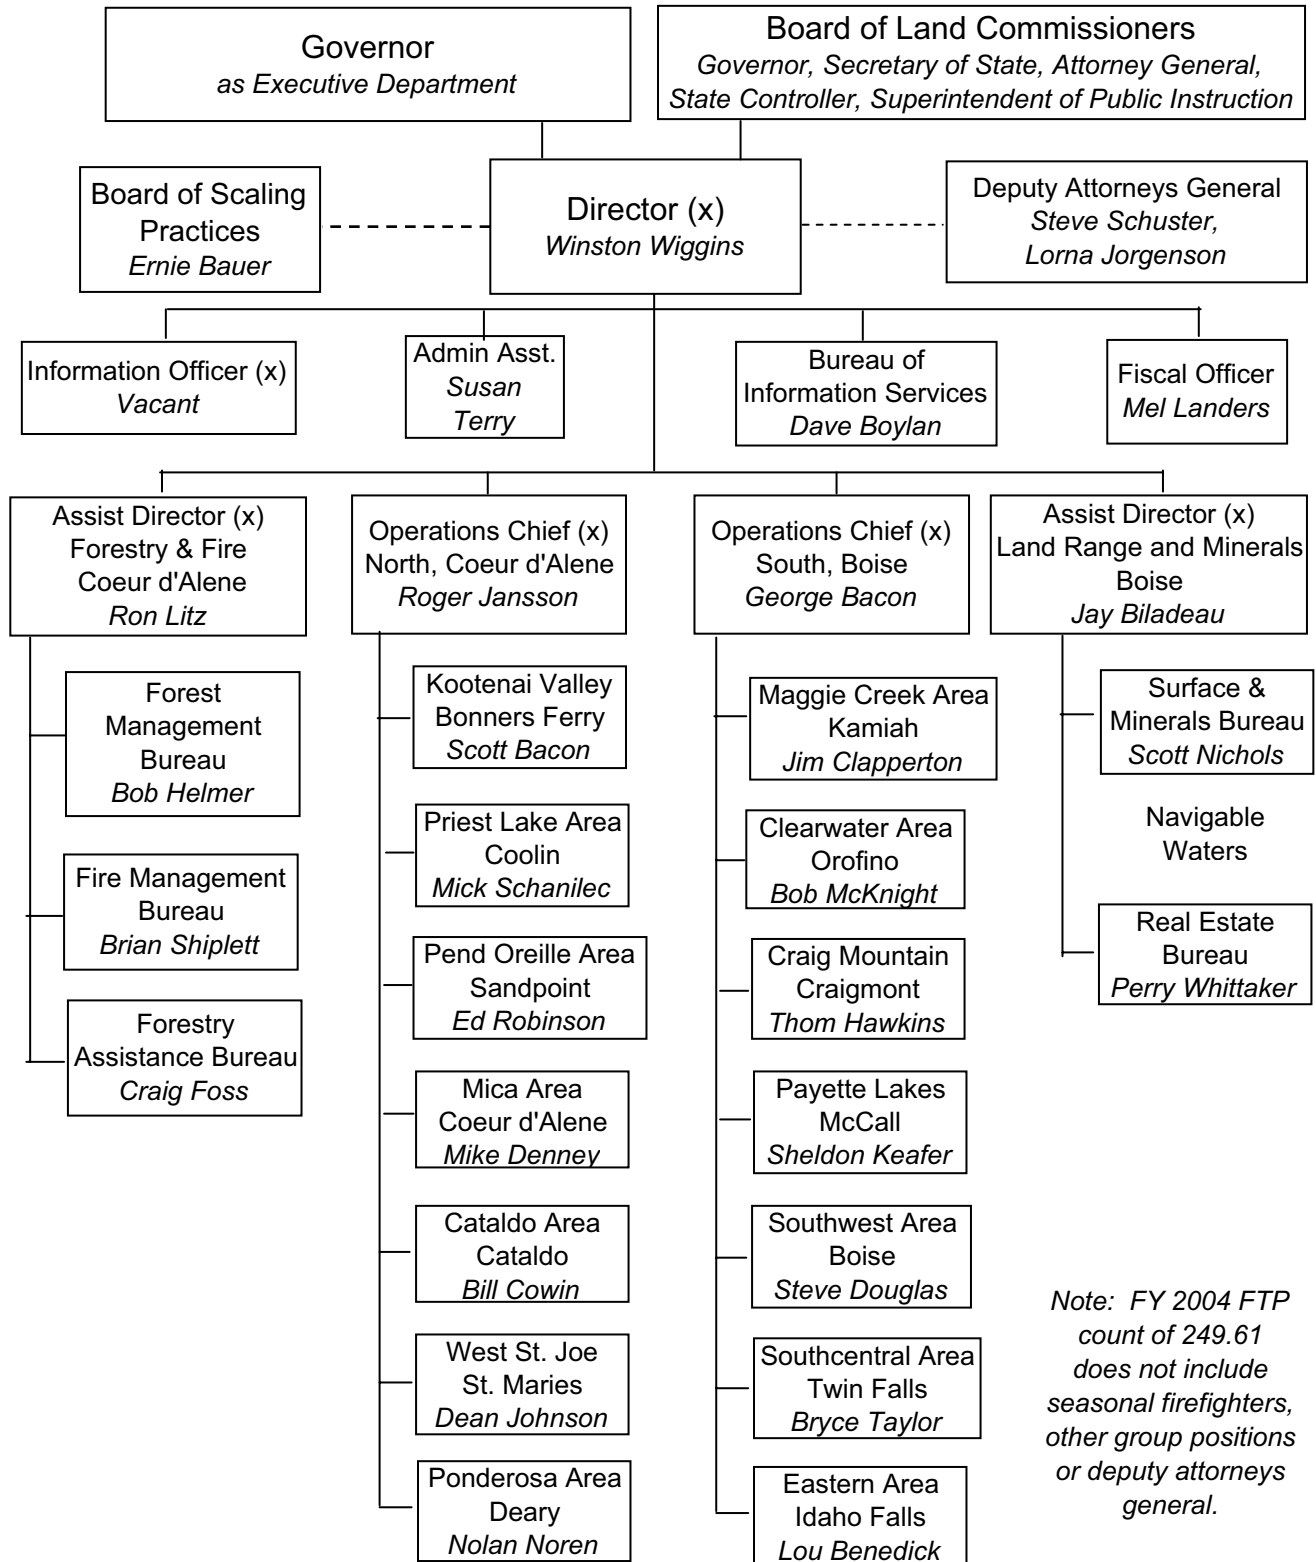 Governor
as Executive Department
Board of Land Commissioners
Governor, Secretary of State, Attorney General,
State Controller, Superintendent of Public Instruction
Board of Scaling
Practices
Ernie Bauer
Director (x)
Winston Wiggins
Deputy Attorneys General
Steve Schuster,
Lorna Jorgenson
Information Officer (x)
Vacant
Admin Asst.
Susan
Terry
Bureau of
Information Services
Dave Boylan
Fiscal Officer
Mel Landers
Assist Director (x)
Forestry & Fire
Coeur d'Alene
Ron Litz
Operations Chief (x)
North, Coeur d'Alene
Roger Jansson
Operations Chief (x)
South, Boise
George Bacon
Assist Director (x)
Land Range and Minerals
Boise
Jay Biladeau
Forest
Management
Bureau
Bob Helmer
Fire Management
Bureau
Brian Shiplett
Forestry
Assistance Bureau
Craig Foss
Kootenai Valley
Bonners Ferry
Scott Bacon
Priest Lake Area
Coolin
Mick Schanilec
Pend Oreille Area
Sandpoint
Ed Robinson
Mica Area
Coeur d'Alene
Mike Denney
Cataldo Area
Cataldo
Bill Cowin
West St. Joe
St. Maries
Dean Johnson
Ponderosa Area
Deary
Nolan Noren
Maggie Creek Area
Kamiah
Jim Clapperton
Clearwater Area
Orofino
Bob McKnight
Craig Mountain
Craigmont
Thom Hawkins
Payette Lakes
McCall
Sheldon Keafer
Southwest Area
Boise
Steve Douglas
Southcentral Area
Twin Falls
Bryce Taylor
Eastern Area
Idaho Falls
Lou Benedick
Surface &
Minerals Bureau
Scott Nichols
Navigable
Waters
Real Estate
Bureau
Perry Whittaker
Note:  FY 2004 FTP
count of 249.61
does not include
seasonal firefighters,
other group positions
or deputy attorneys
general.